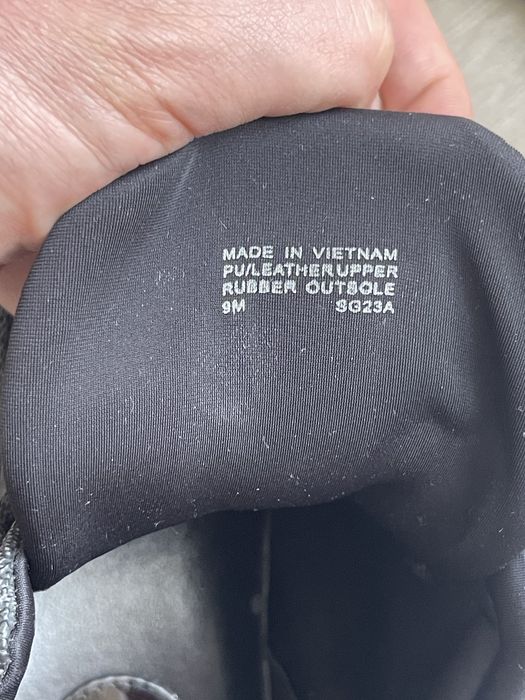 MADE IN VIETNAM
PU/LEATHER UPPER
RUBBER OUTSOLE
9M SG23A